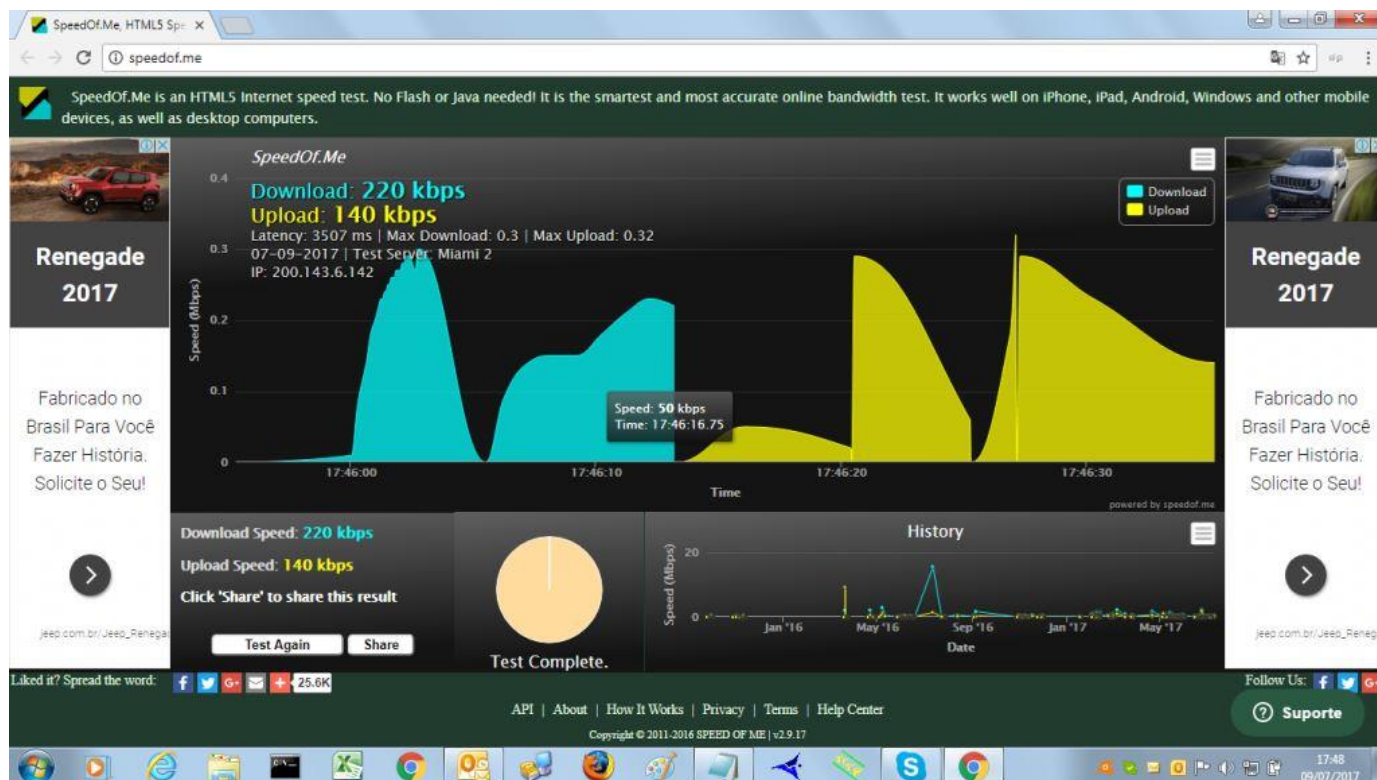 SpeedOf.Me, HTML5 Spe
speedof.me
SpeedOf.Me is an HTML5 Internet speed test. No Flash or Java needed! It is the smartest and most accurate online bandwidth test. It works well on iPhone, iPad, Android, Windows and other mobile
devices, as well as desktop computers.
Renegade
2017
Fabricado no
Brasil Para Você
Fazer História.
Solicite o Seu!
jeep.com.br/Jeep_Renega
SpeedOf.Me
Download: 220 kbps
Upload: 140 kbps
Latency: 3507 ms | Max Download: 0.3 | Max Upload: 0.32
07-09-2017 | Test Server: Miami 2
IP: 200.143.6.142
Download
Upload
Speed (Mbps)
0.4
0.3
0.2
0.1
0
Speed: 50 kbps
Time: 17:46:16.75
17:46:00 17:46:10 17:46:20 17:46:30
Time
powered by speedof.me
Renegade
2017
Fabricado no
Brasil Para Você
Fazer História.
Solicite o Seu!
jeep.com.br/Jeep_Reneg
Download Speed: 220 kbps
Upload Speed: 140 kbps
Click 'Share' to share this result
Test Again Share
Test Complete.
History
Speed (Mbps)
20
0
Jan '16 May '16 Sep '16 Jan '17 May '17
Date
Liked it? Spread the word: 25.6K
Follow Us:
API | About | How It Works | Privacy | Terms | Help Center
Copyright © 2011-2016 SPEED OF ME | v2.9.17
Suporte
17:48
09/07/2017